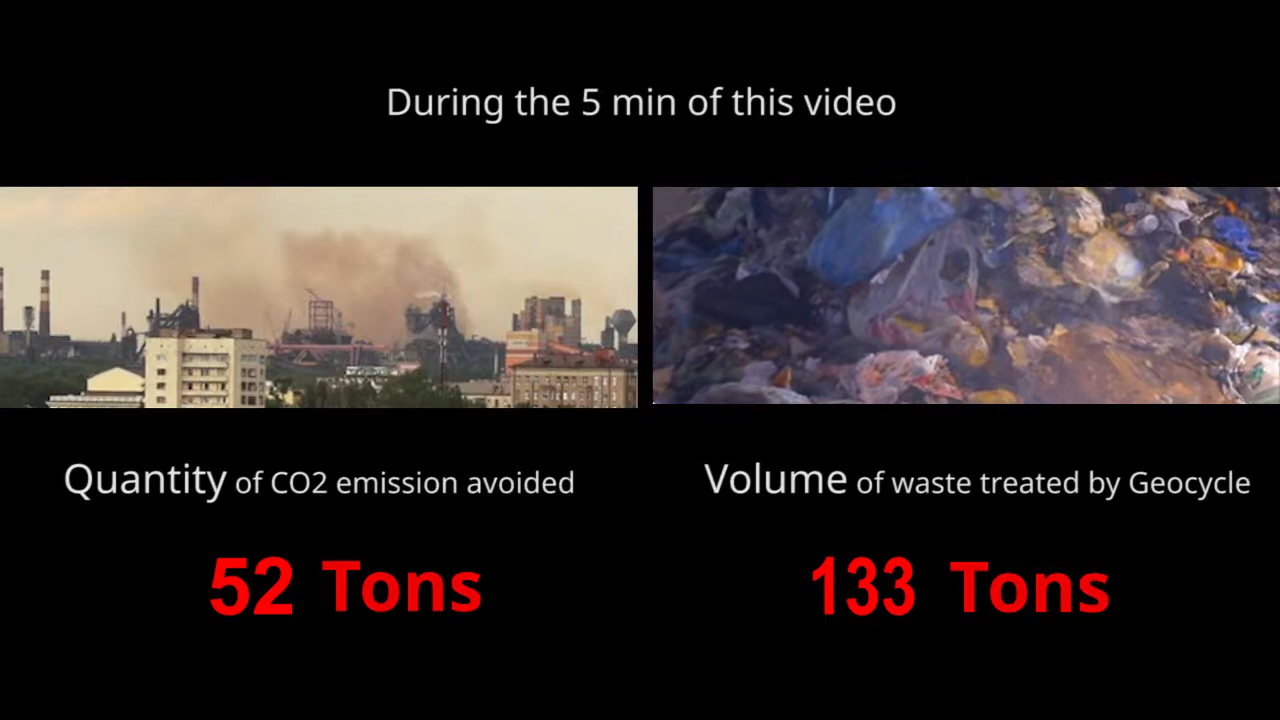 During the 5 min of this video
Quantity of CO2 emission avoided
Volume of waste treated by Geocycle
52 Tons
133 Tons